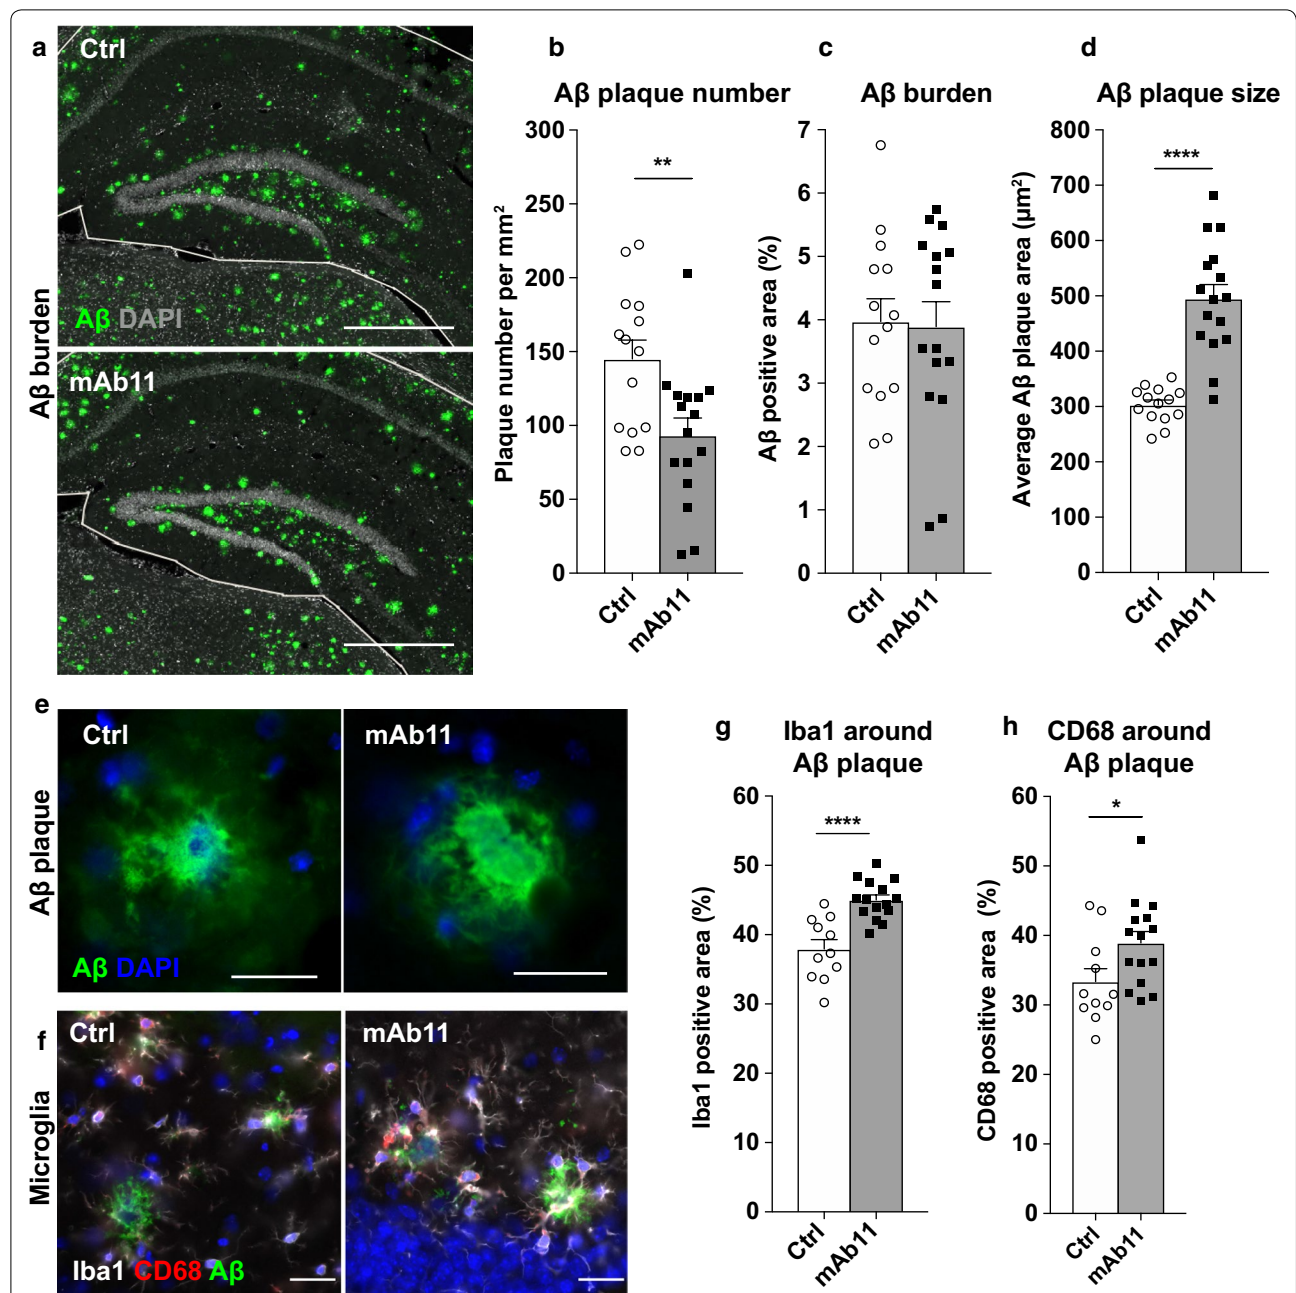 a
Ctrl
Aβ DAPI
mAb11
Aβ burden
b
Aβ plaque number
Plaque number per mm²
300
250
200
150
100
50
0
**
Ctrl
mAb11
c
Aβ burden
Aβ positive area (%)
7
6
5
4
3
2
1
0
Ctrl
mAb11
d
Aβ plaque size
Average Aβ plaque area (µm²)
800
700
600
500
400
300
200
100
0
****
Ctrl
mAb11
e
Ctrl
mAb11
Aβ plaque
Aβ DAPI
f
Ctrl
mAb11
Microglia
Iba1 CD68 Aβ
g
Iba1 around
Aβ plaque
Iba1 positive area (%)
60
50
40
30
20
10
0
****
Ctrl
mAb11
h
CD68 around
Aβ plaque
CD68 positive area (%)
60
50
40
30
20
10
0
*
Ctrl
mAb11